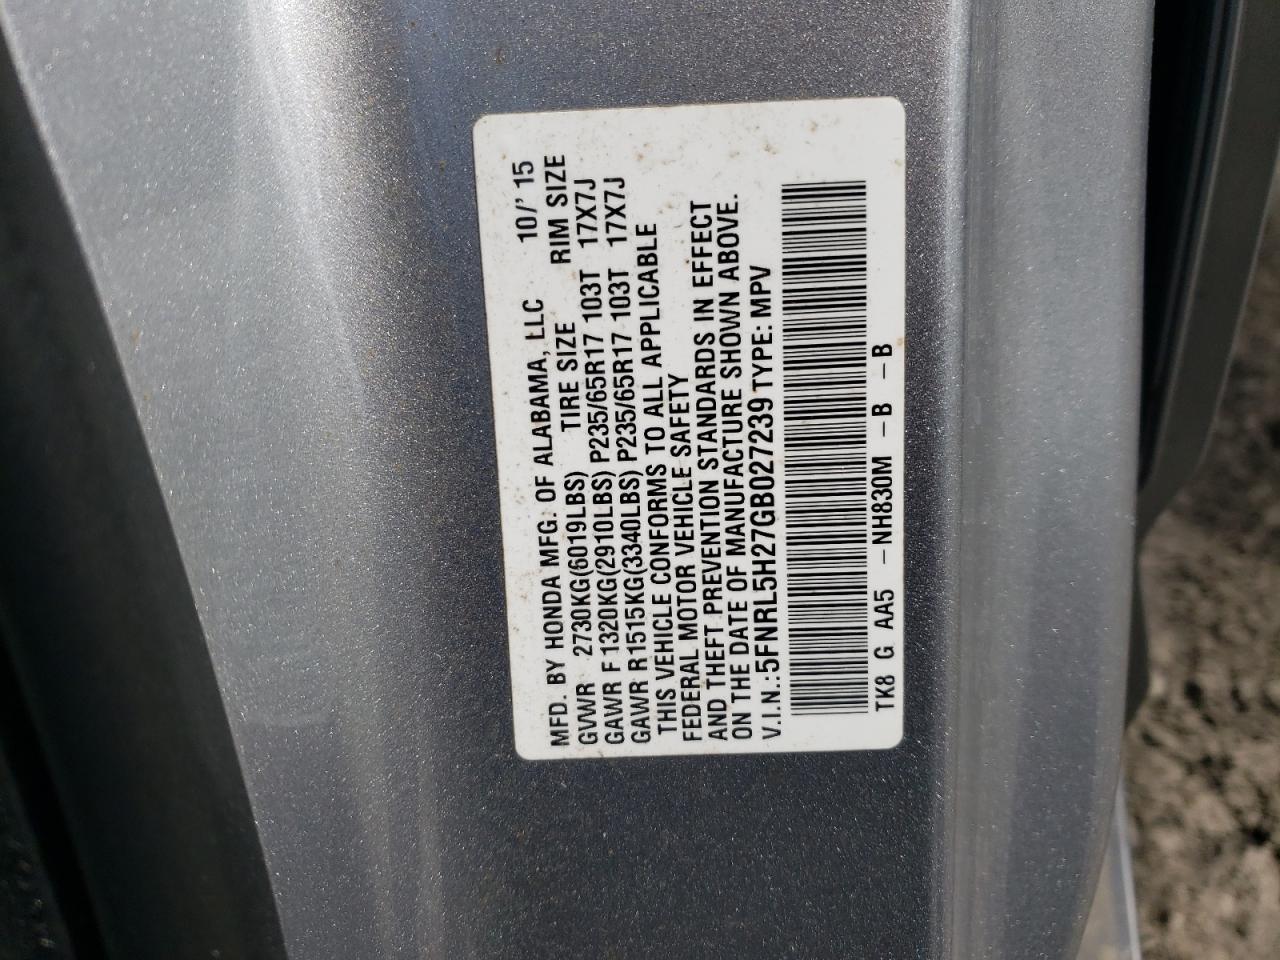 MFD. BY HONDA MFG. OF ALABAMA, LLC 10/' 15
GVWR 2730KG(6019LBS) TIRE SIZE RIM SIZE
GAWR F 1320KG(2910LBS) P235/65R17 103T 17X7J
GAWR R 1515KG(3340LBS) P235/65R17 103T 17X7J
THIS VEHICLE CONFORMS TO ALL APPLICABLE
FEDERAL MOTOR VEHICLE SAFETY
AND THEFT PREVENTION STANDARDS IN EFFECT
ON THE DATE OF MANUFACTURE SHOWN ABOVE.
V.I.N.: 5FNRL5H27GB027239 TYPE: MPV
TK8 G AA5 -NH830M -B -B